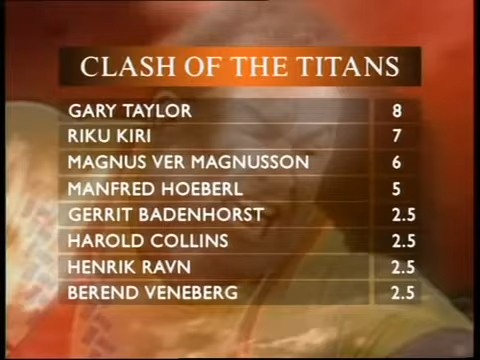 CLASH OF THE TITANS
GARY TAYLOR 8
RIKU KIRI 7
MAGNUS VER MAGNUSSON 6
MANFRED HOEBERL 5
GERRIT BADENHORST 2.5
HAROLD COLLINS 2.5
HENRIK RAVN 2.5
BEREND VENEBERG 2.5